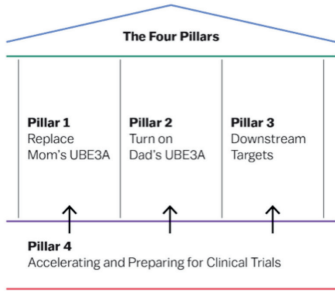 The Four Pillars
Pillar 1
Replace
Mom's UBE3A
Pillar 2
Turn on
Dad's UBE3A
Pillar 3
Downstream
Targets
Pillar 4
Accelerating and Preparing for Clinical Trials